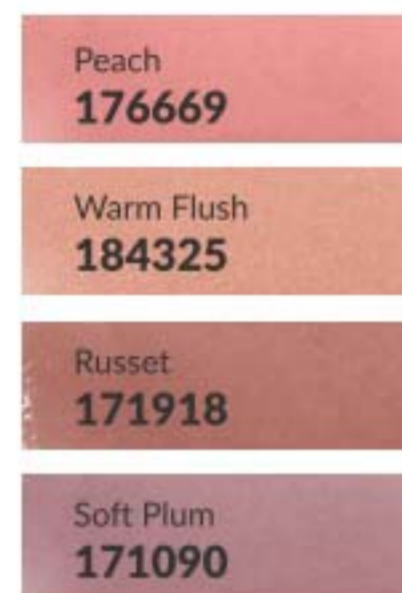 Peach
176669
Warm Flush
184325
Russet
171918
Soft Plum
171090